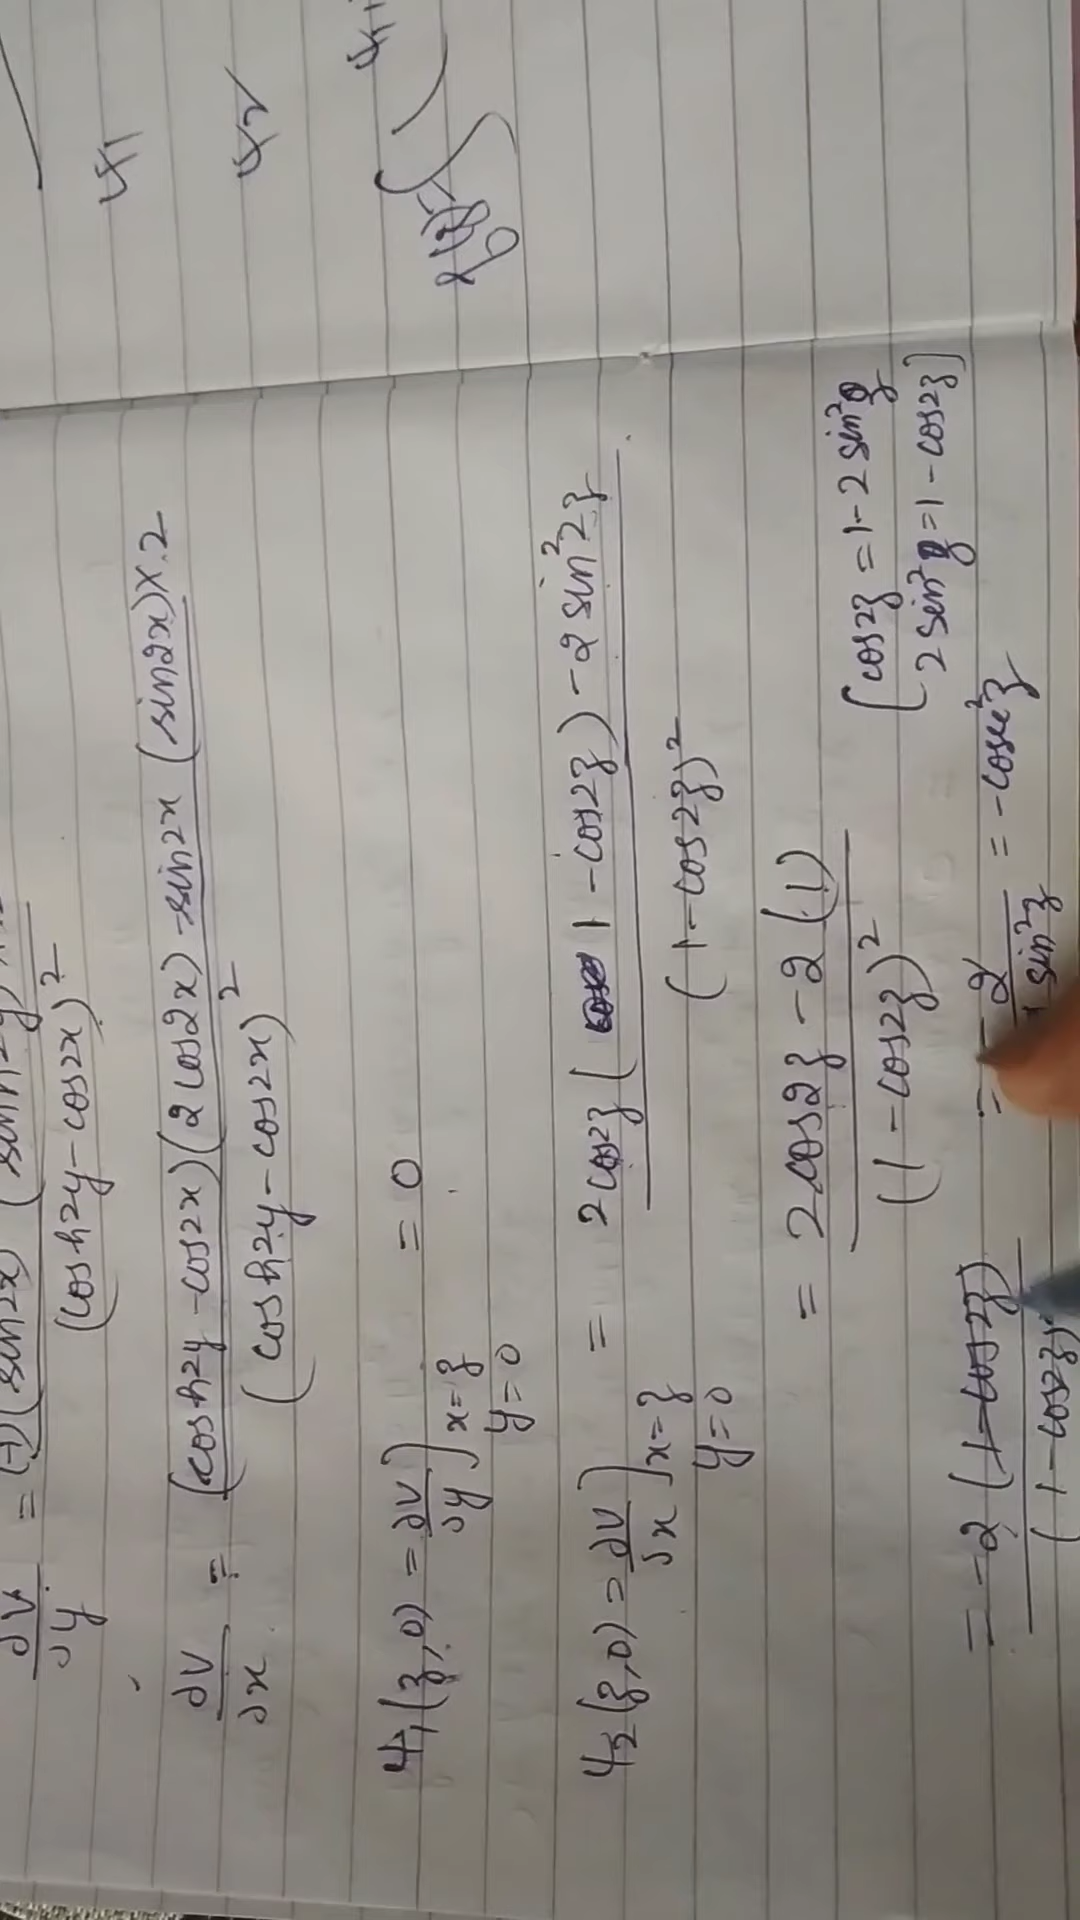 ∂v/∂y = (-1)(sin2x) (sinh2y)
(cosh2y - cos2x)²
∂v/∂x = (cosh2y - cos2x)(2cos2x) - sin2x (sin2x)×2
(cosh2y - cos2x)²
ψ₁(z,0) = ∂v/∂y]x=z y=0 = 0
ψ₂(z,0) = ∂v/∂x]x=z y=0 = 2cos2z(1 - cos2z) - 2sin²2z
(1 - cos2z)²
= 2cos2z - 2(1)
(1 - cos2z)²
[cos2z = 1 - 2sin²z
2sin²z = 1 - cos2z]
= -2(1 - cos2z)
(1 - cos2z)
= - 2
sin²z
= -cosec²z
ψ1
ψ2